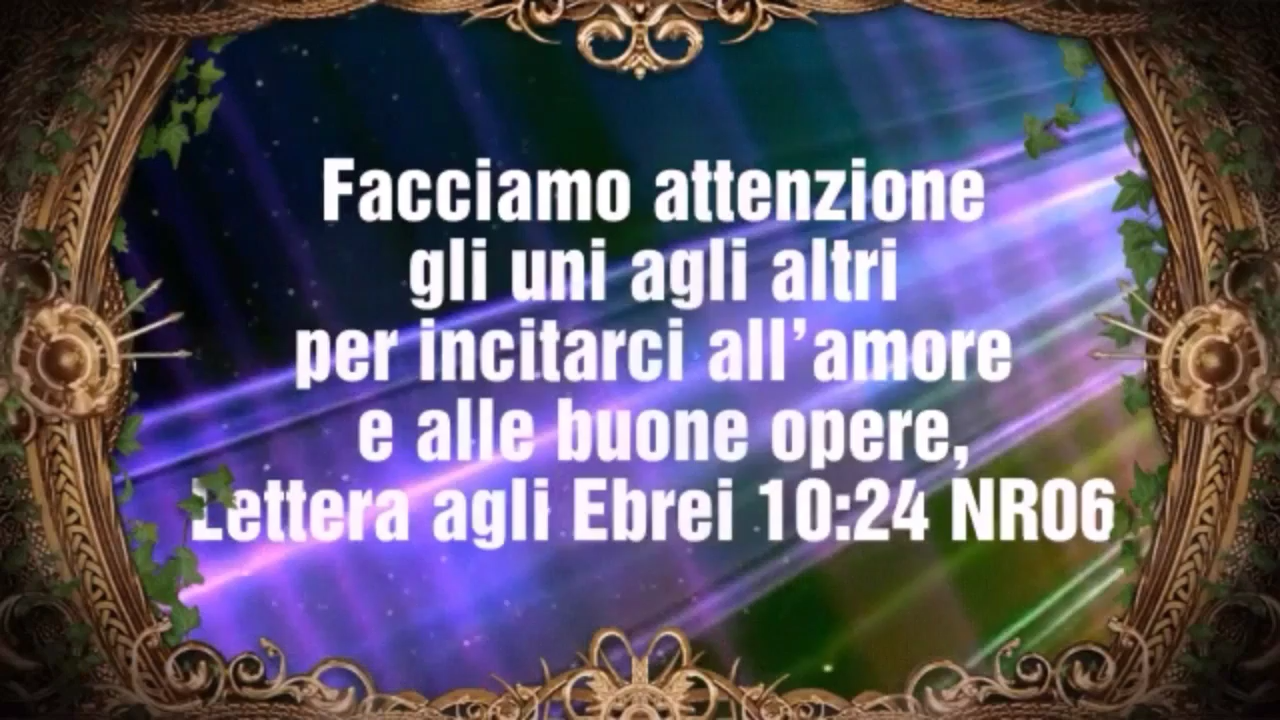 Facciamo attenzione
gli uni agli altri
per incitarci all’amore
e alle buone opere,
Lettera agli Ebrei 10:24 NR06